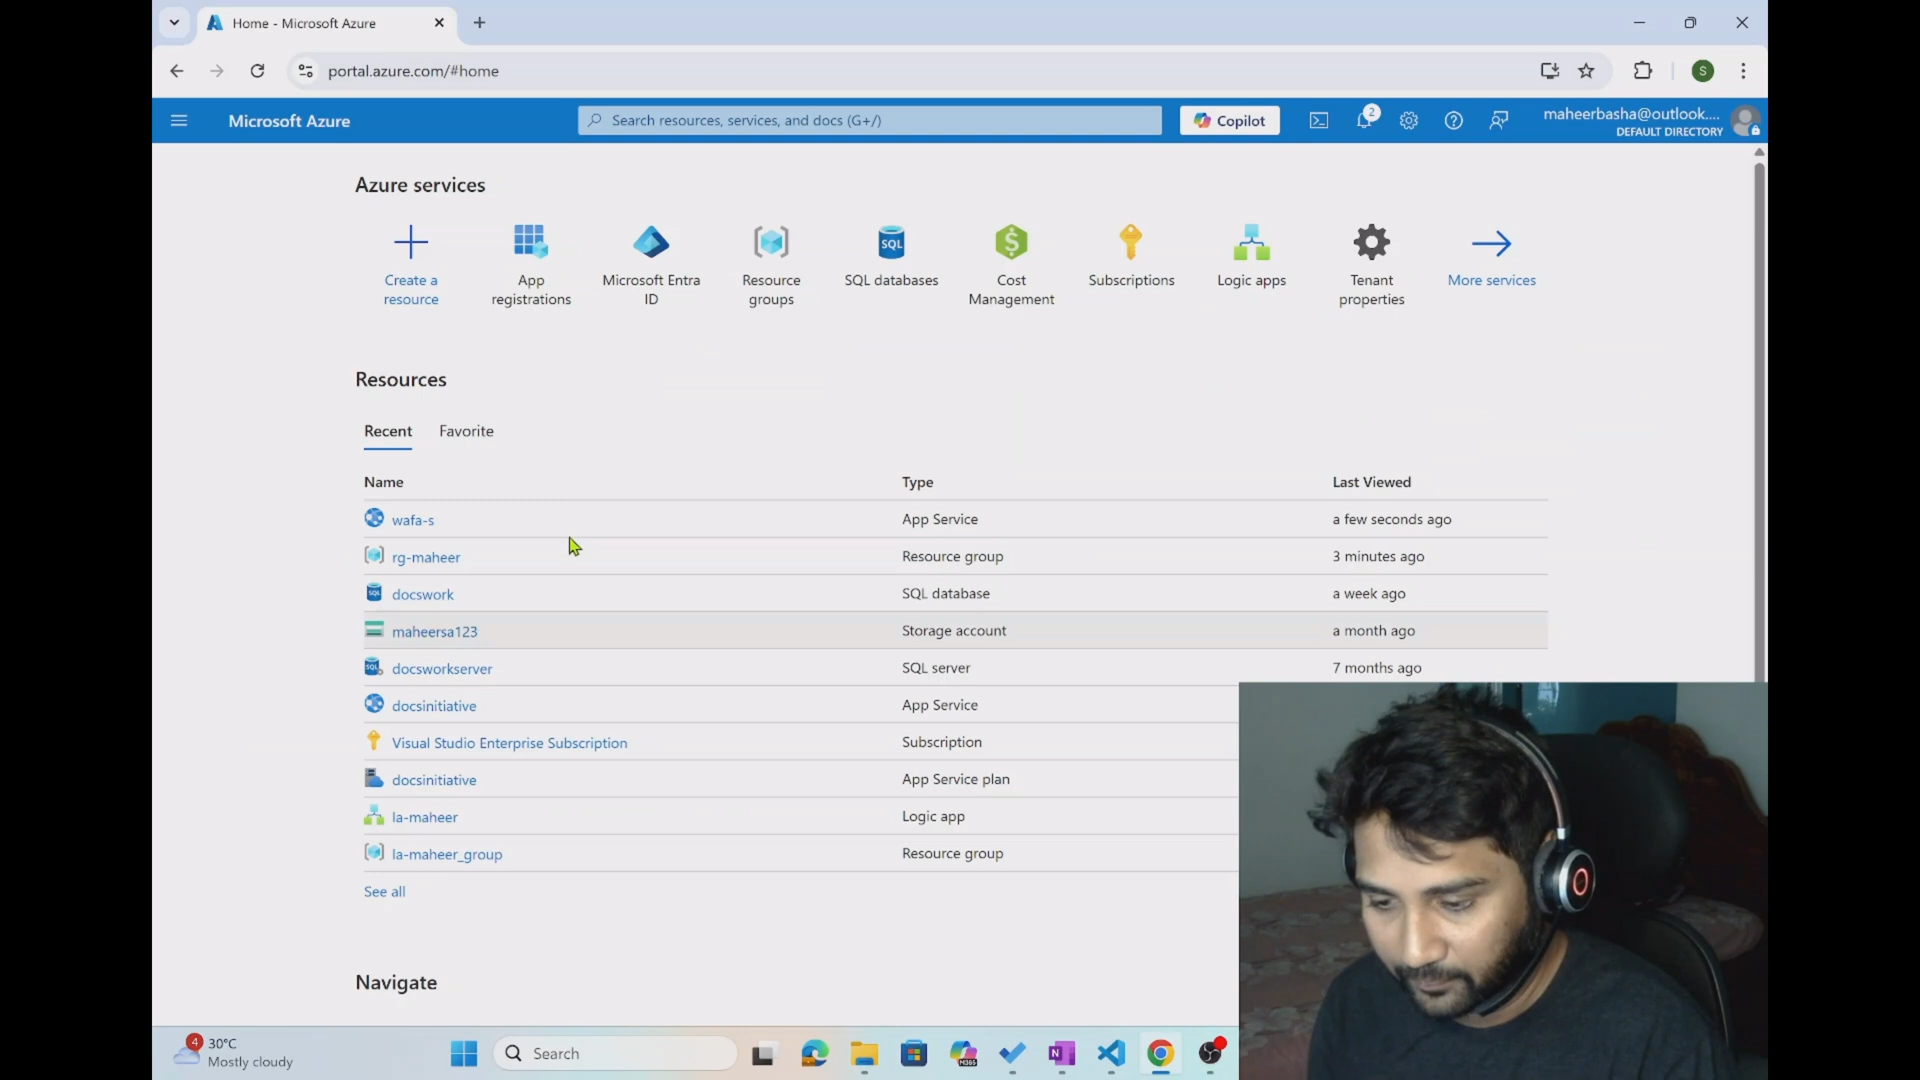 Home - Microsoft Azure
portal.azure.com/#home
S
Microsoft Azure
Search resources, services, and docs (G+/)
Copilot
2
maheerbasha@outlook....
DEFAULT DIRECTORY
Azure services
Create a
resource
App
registrations
Microsoft Entra
ID
Resource
groups
SQL
SQL databases
Cost
Management
Subscriptions
Logic apps
Tenant
properties
More services
Resources
Recent
Favorite
Name
Type
Last Viewed
wafa-s
App Service
a few seconds ago
rg-maheer
Resource group
3 minutes ago
docswork
SQL database
a week ago
maheersa123
Storage account
a month ago
docsworkserver
SQL server
7 months ago
docsinitiative
App Service
Visual Studio Enterprise Subscription
Subscription
docsinitiative
App Service plan
la-maheer
Logic app
la-maheer_group
Resource group
See all
Navigate
4
30°C
Mostly cloudy
Search
M365
N